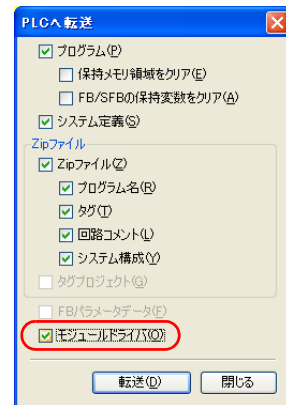 PLCへ転送
プログラム(P)
保持メモリ領域をクリア(E)
FB/SFBの保持変数をクリア(A)
システム定義(S)
Zipファイル
Zipファイル(Z)
プログラム名(R)
タグ(T)
回路コメント(L)
システム構成(Y)
タグプロジェクト(G)
FBパラメータデータ(F)
モジュールドライバ(O)
転送(D)
閉じる